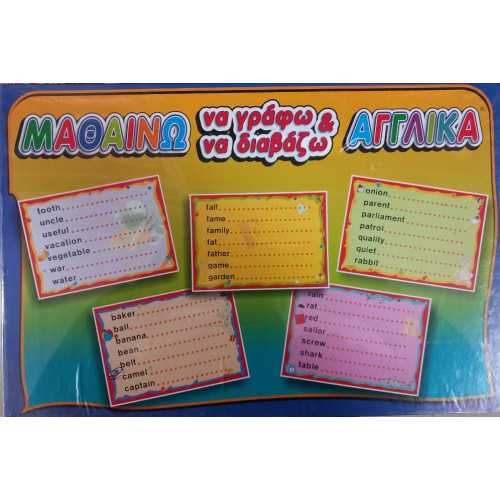 ΜΑΘΑΙΝΩ να γράφω & να διαβάζω ΑΓΓΛΙΚΑ
tooth
uncle
useful
vacation
vegetable
war
water
fall
fame
family
fat
father
game
garden
onion
parent
parliament
patrol
quality
quiet
rabbit
baker
ball
banana
bean
belt
camel
captain
rain
rat
red
sailor
screw
shark
table